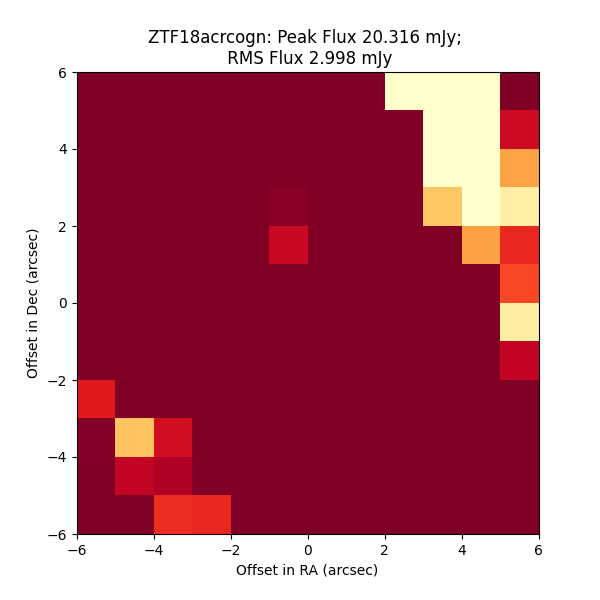 ZTF18acrcogn: Peak Flux 20.316 mJy;
RMS Flux 2.998 mJy
6
4
2
0
−2
−4
−6
Offset in Dec (arcsec)
−6 −4 −2 0 2 4 6
Offset in RA (arcsec)